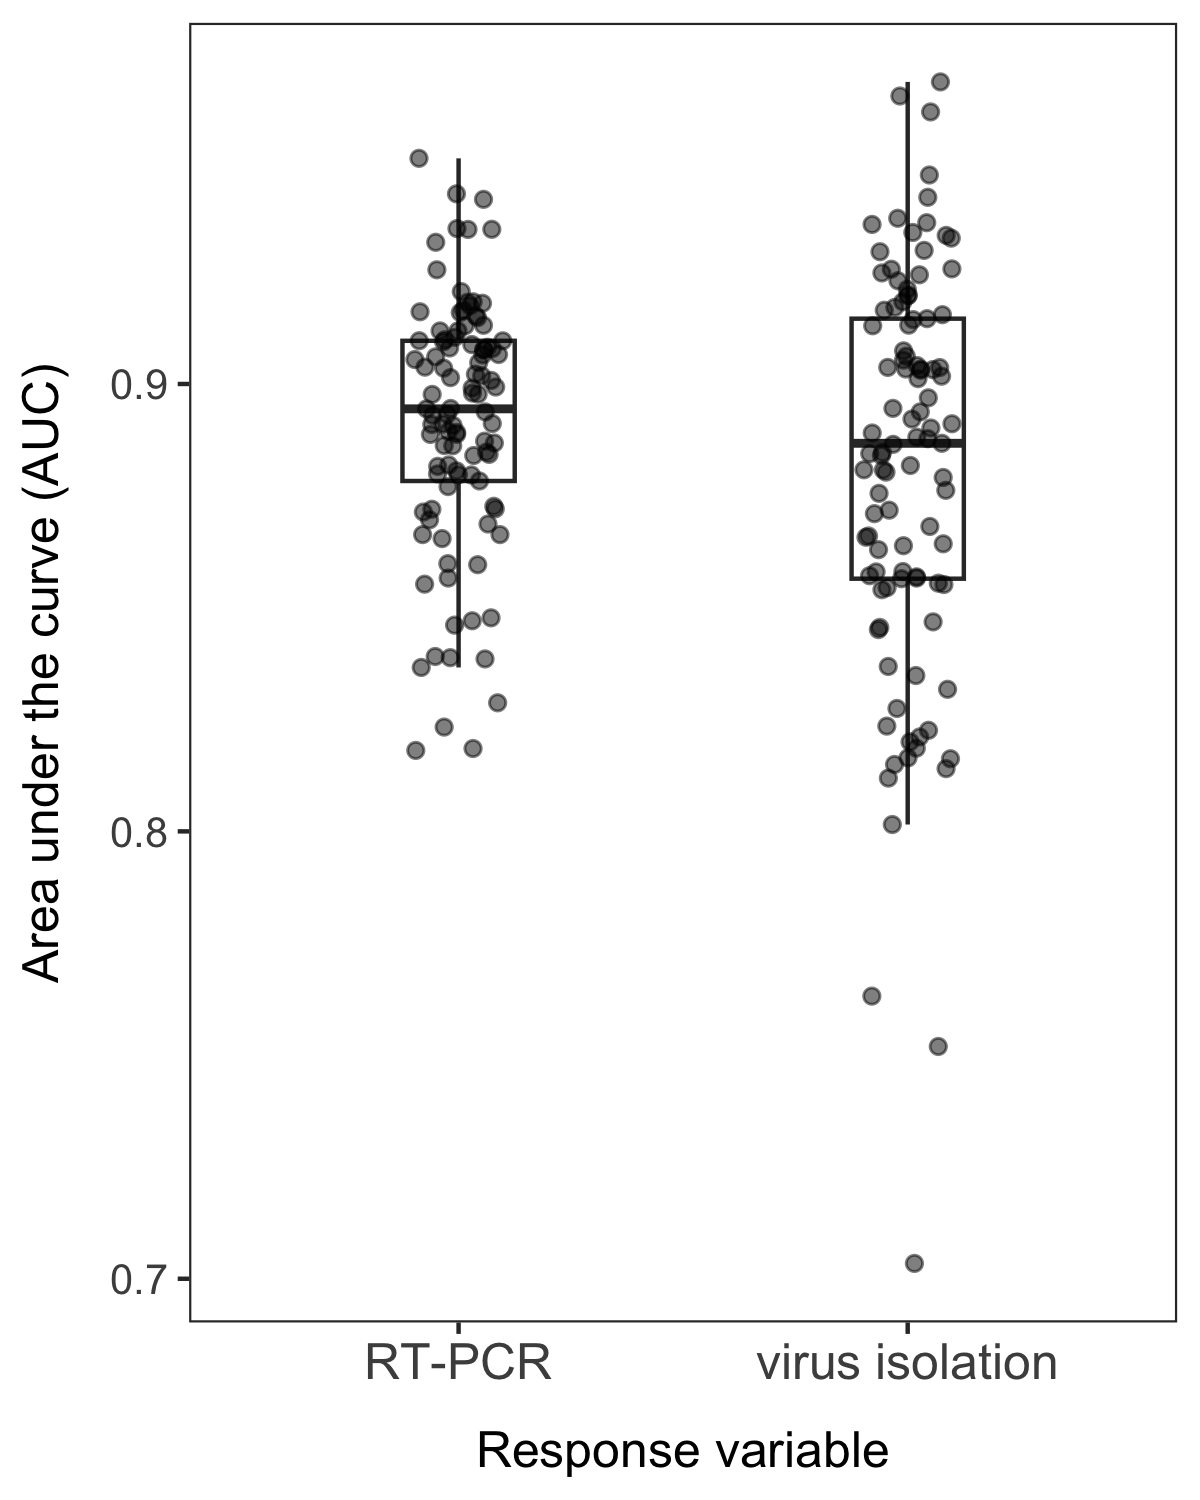 Area under the curve (AUC)
0.9
0.8
0.7
RT-PCR virus isolation
Response variable